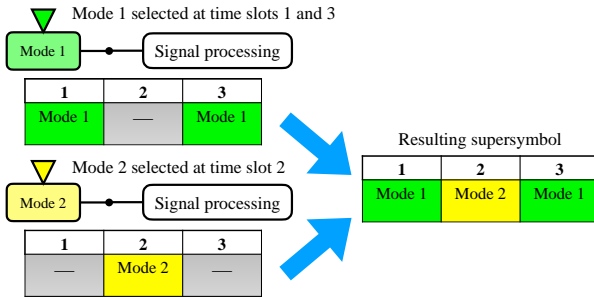 Mode 1 selected at time slots 1 and 3
Mode 1
Signal processing
1 2 3
Mode 1 — Mode 1
Mode 2 selected at time slot 2
Mode 2
Signal processing
1 2 3
— Mode 2 —
Resulting supersymbol
1 2 3
Mode 1 Mode 2 Mode 1